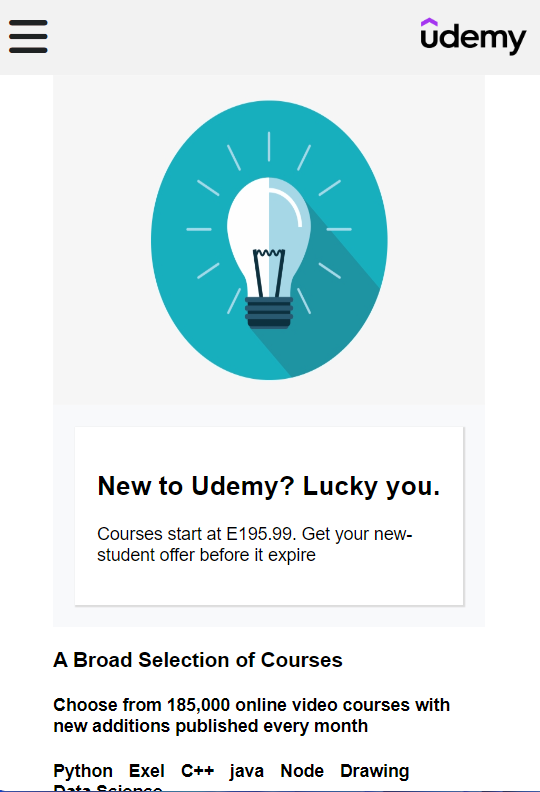 udemy
New to Udemy? Lucky you.
Courses start at E195.99. Get your new-
student offer before it expire
A Broad Selection of Courses
Choose from 185,000 online video courses with
new additions published every month
Python Exel C++ java Node Drawing
Data Science